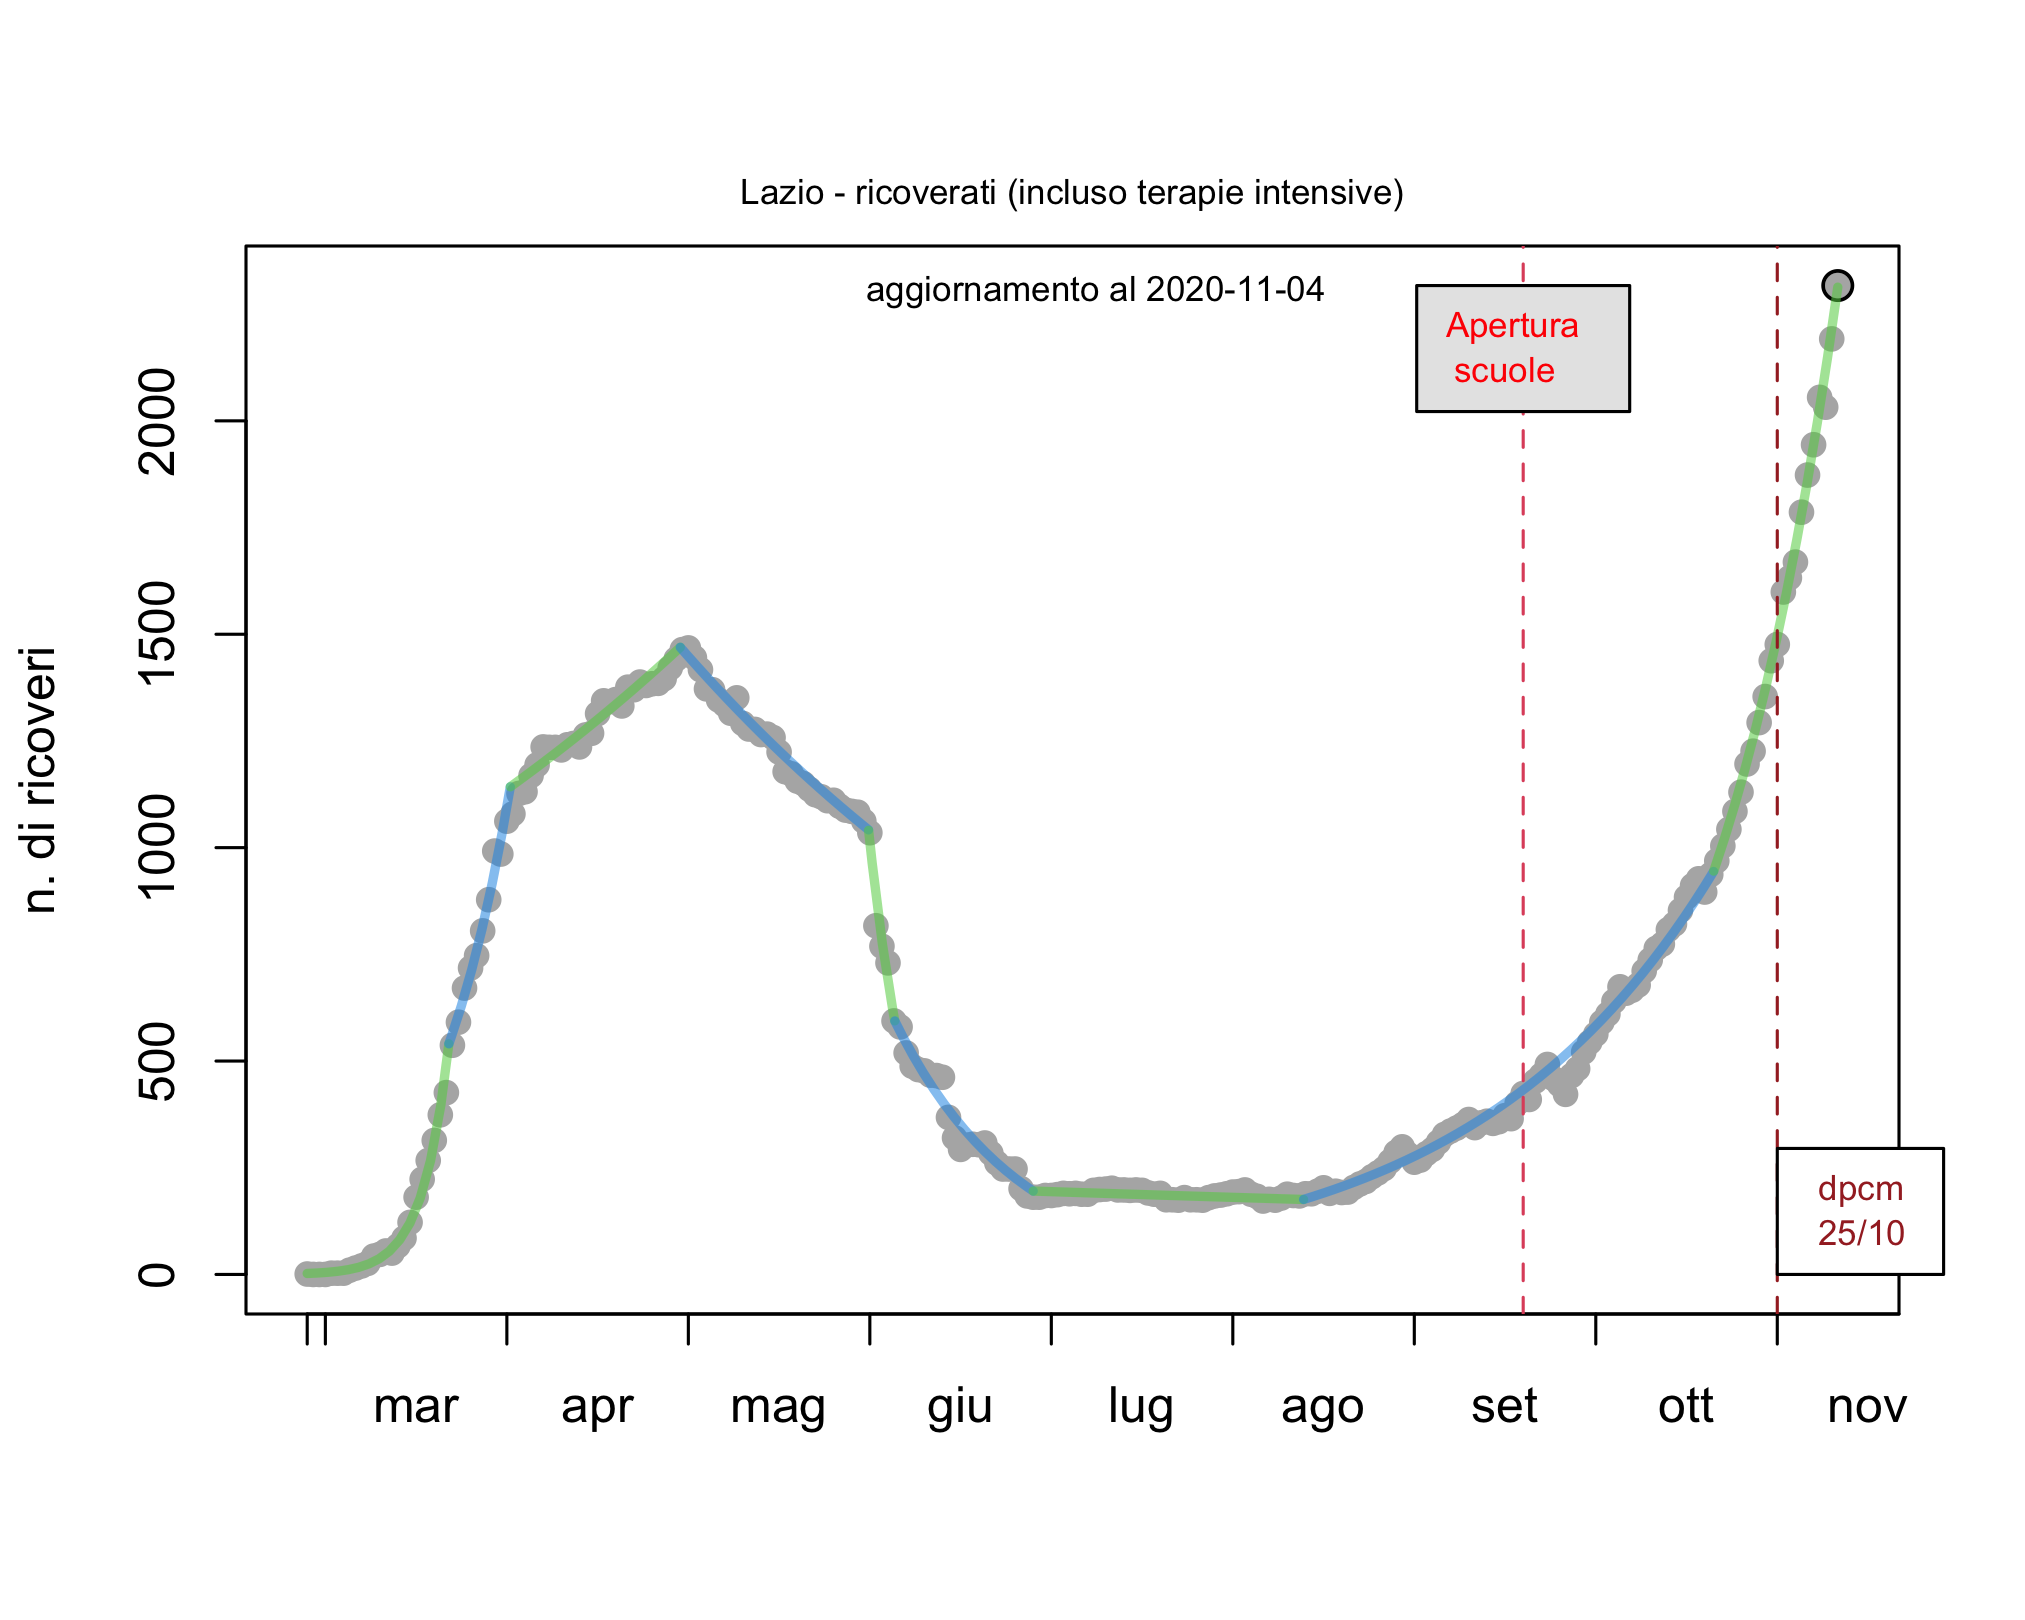 Lazio - ricoverati (incluso terapie intensive)
aggiornamento al 2020-11-04
Apertura
scuole
n. di ricoveri
2000
1500
1000
500
0
dpcm
25/10
mar apr mag giu lug ago set ott nov